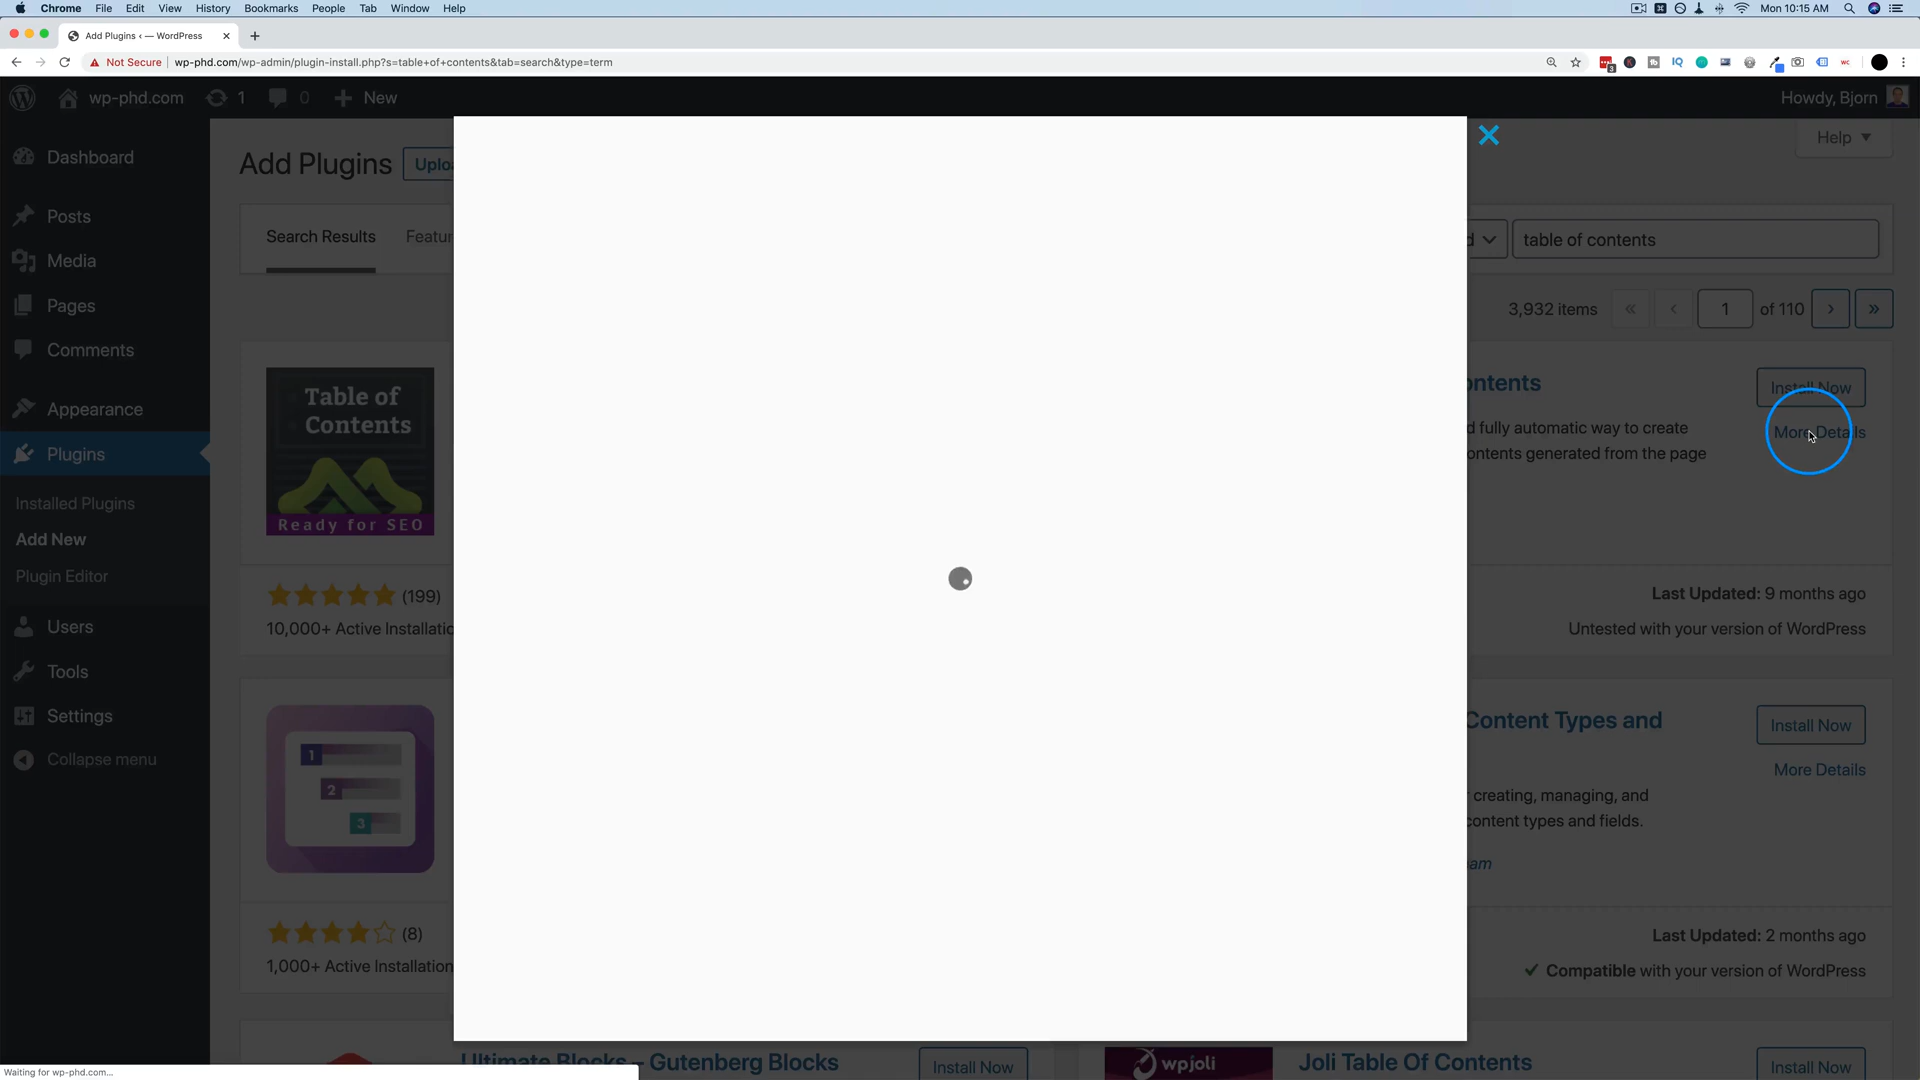 Chrome File Edit View History Bookmarks People Tab Window Help Mon 10:15 AM
Add Plugins ‹ — WordPress
Not Secure wp-phd.com/wp-admin/plugin-install.php?s=table+of+contents&tab=search&type=term
wp-phd.com 1 0 New Howdy, Bjorn
Help
Dashboard
Posts
Media
Pages
Comments
Appearance
Plugins
Installed Plugins
Add New
Plugin Editor
Users
Tools
Settings
Collapse menu
Add Plugins Uplo
Search Results Featur
d table of contents
3,932 items « ‹ 1 of 110 › »
Table of
Contents
Ready for SEO
(199)
10,000+ Active Installatio
ontents
Install Now
More Details
d fully automatic way to create
ontents generated from the page
Last Updated: 9 months ago
Untested with your version of WordPress
1
2
3
(8)
1,000+ Active Installation
Content Types and
Install Now
More Details
creating, managing, and
content types and fields.
am
Last Updated: 2 months ago
Compatible with your version of WordPress
Ultimate Blocks – Gutenberg Blocks
Install Now
wpjoli
Joli Table Of Contents
Install Now
Waiting for wp-phd.com...